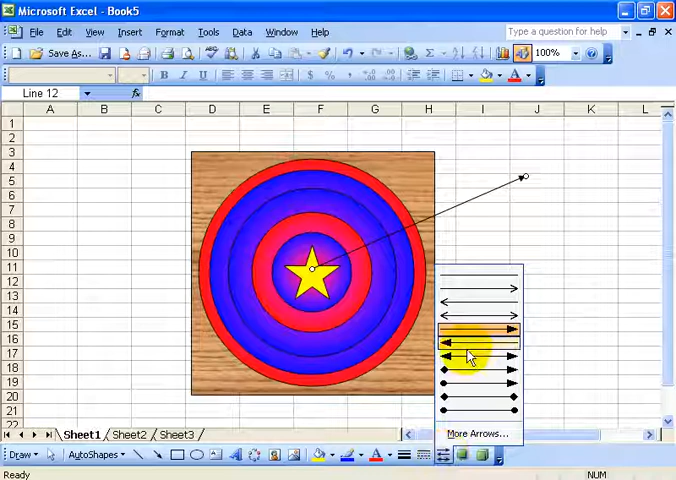 Microsoft Excel - Book5
File Edit View Insert Format Tools Data Window Help
Type a question for help
Save As... Σ 100%
B I U $ % A
Line 12 fx
A B C D E F G H I J K L
1
2
3
4
5
6
7
8
9
10
11
12
13
14
15
16
17
18
19
20
21
22
More Arrows...
Sheet1 Sheet2 Sheet3
Draw AutoShapes A A
Ready NUM